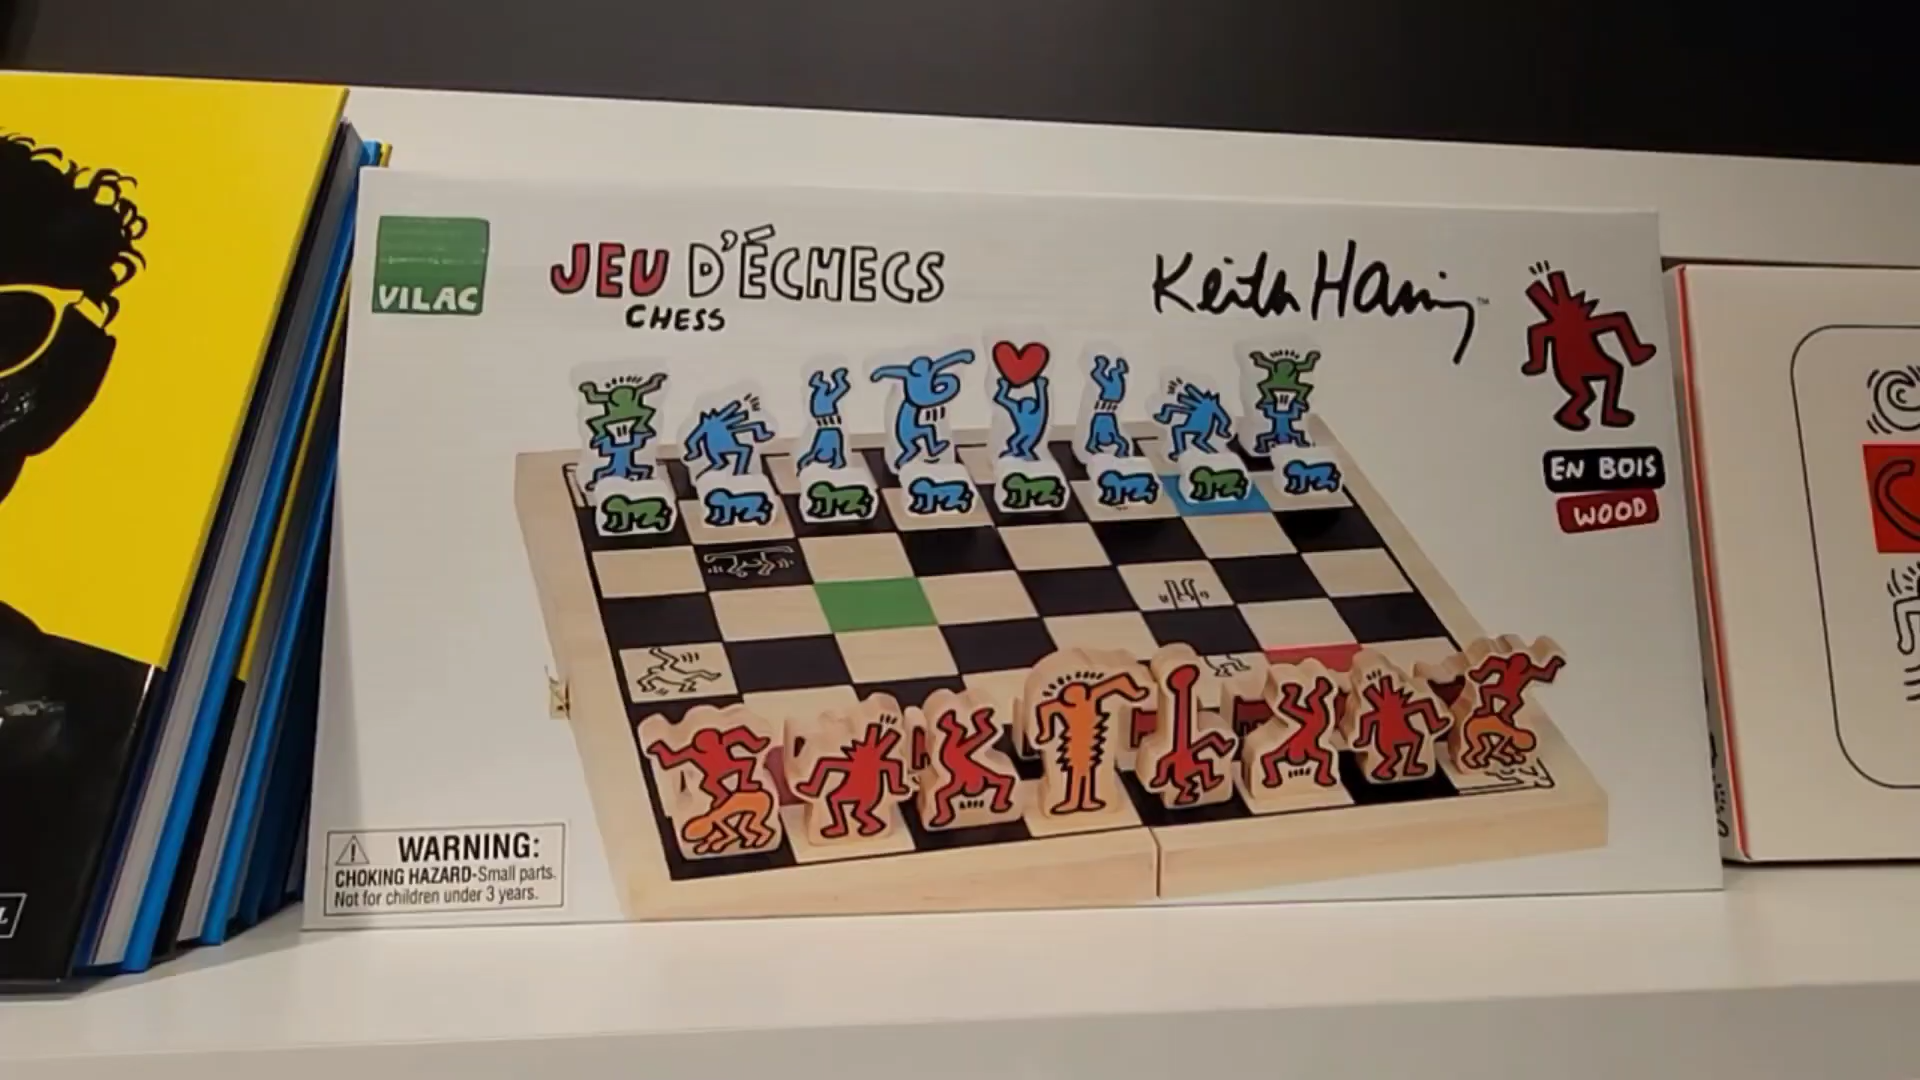 VILAC
JEU D'ÉCHECS
CHESS
Keith Haring
EN BOIS
WOOD
WARNING:
CHOKING HAZARD-Small parts.
Not for children under 3 years.